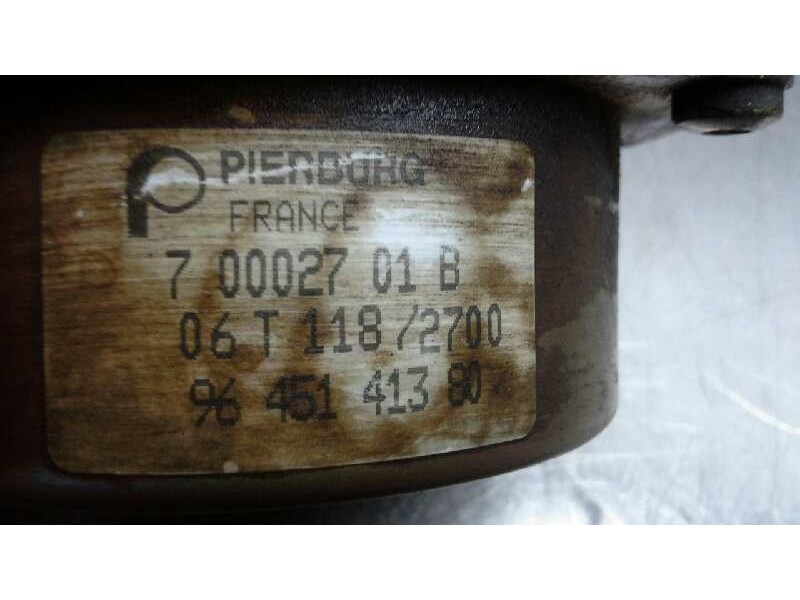 PIERBURG
FRANCE
7 00027 01 B
06 T 118/2700
96 451 413 80